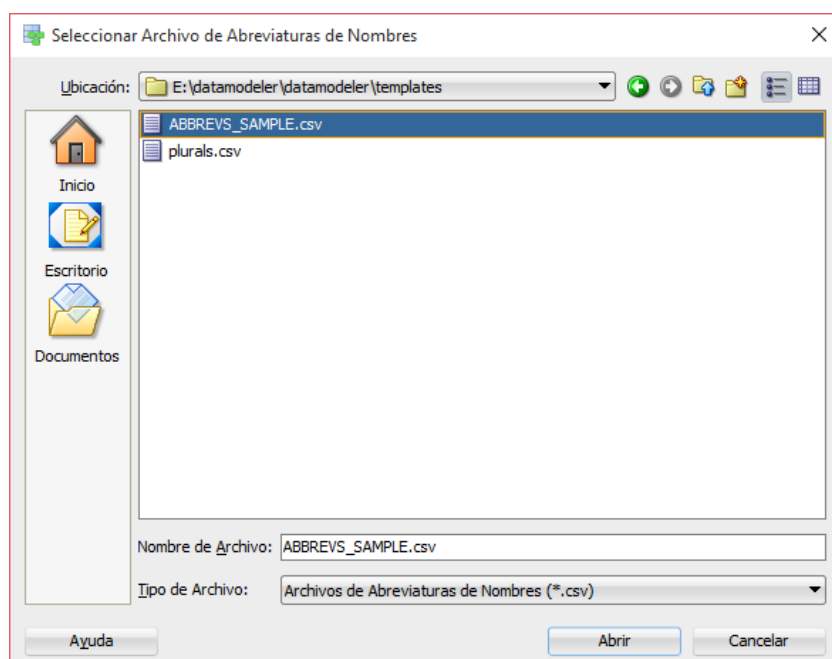 Seleccionar Archivo de Abreviaturas de Nombres
Ubicación: E:\datamodeler\datamodeler\templates
ABBREVS_SAMPLE.csv
plurals.csv
Inicio
Escritorio
Documentos
Nombre de Archivo: ABBREVS_SAMPLE.csv
Tipo de Archivo: Archivos de Abreviaturas de Nombres (*.csv)
Ayuda Abrir Cancelar